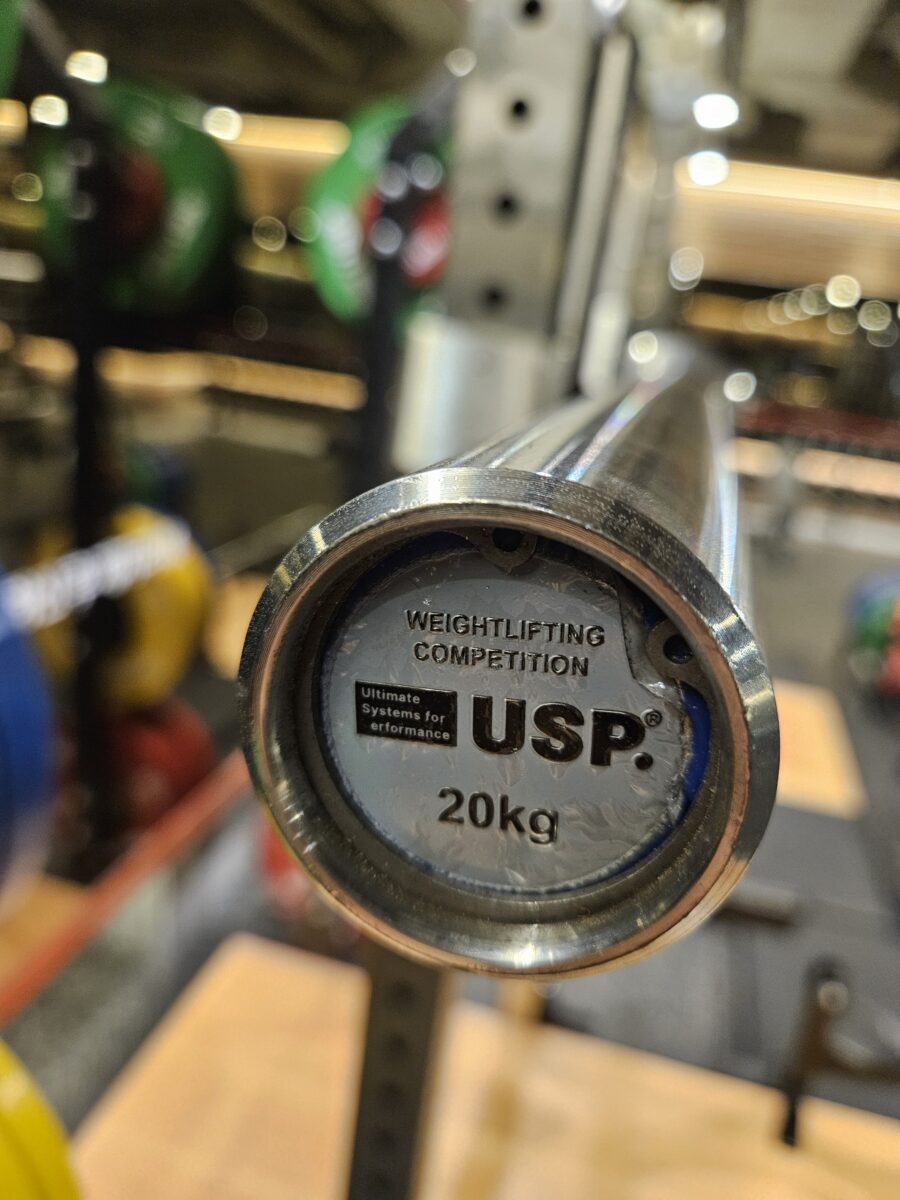 WEIGHTLIFTING
COMPETITION
Ultimate
Systems for
erformance
USP.®
20kg